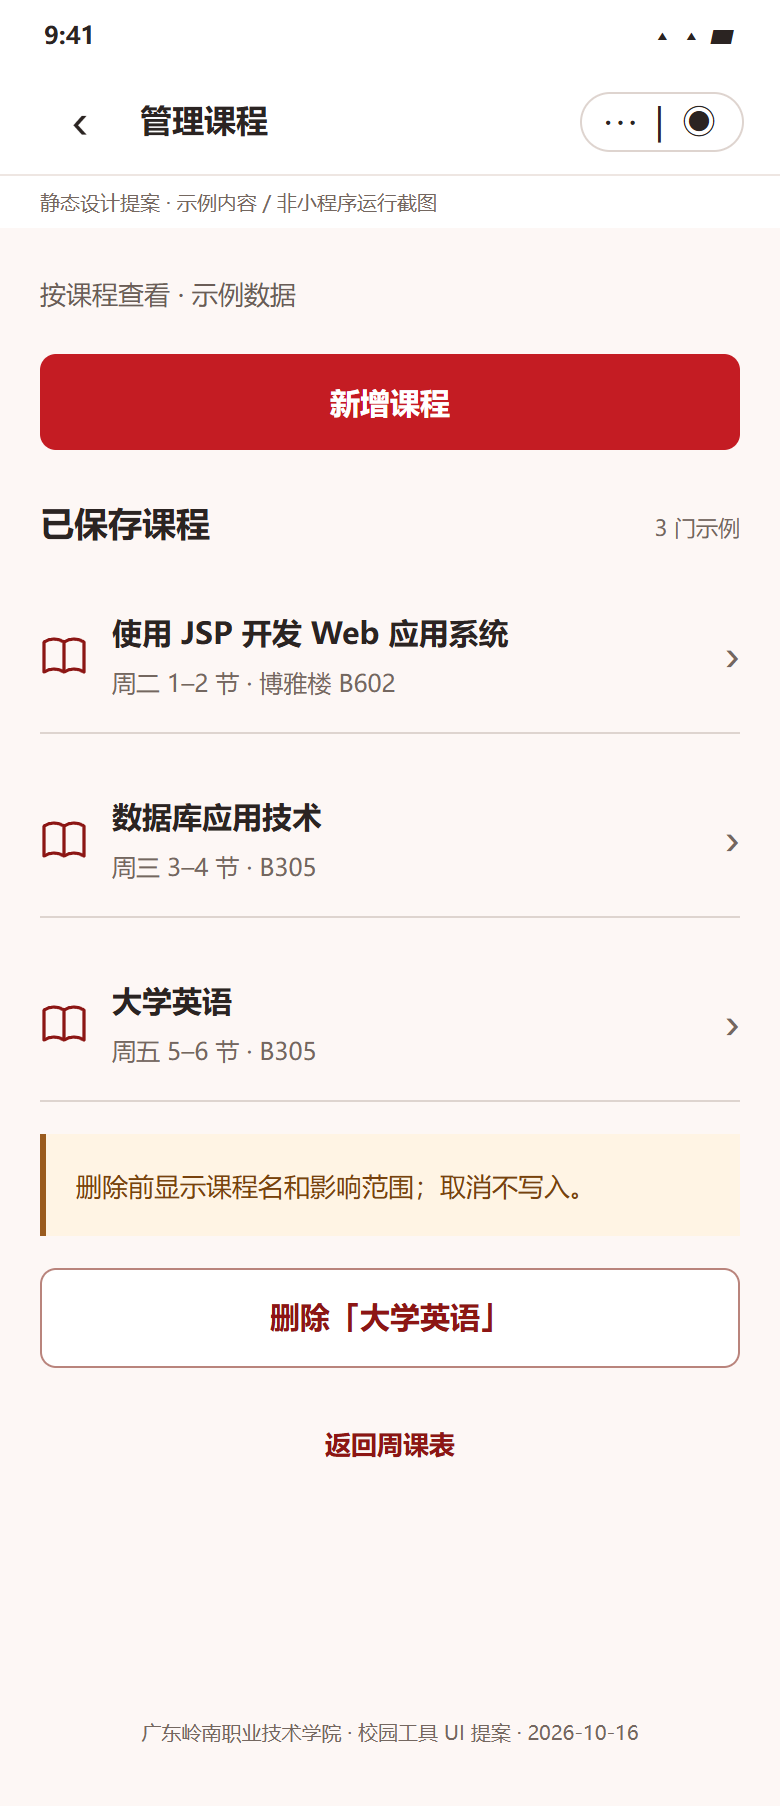 9:41
管理课程
静态设计提案 · 示例内容 / 非小程序运行截图
按课程查看 · 示例数据
新增课程
已保存课程
3 门示例
使用 JSP 开发 Web 应用系统
周二 1–2 节 · 博雅楼 B602
数据库应用技术
周三 3–4 节 · B305
大学英语
周五 5–6 节 · B305
删除前显示课程名和影响范围；取消不写入。
删除「大学英语」
返回周课表
广东岭南职业技术学院 · 校园工具 UI 提案 · 2026-10-16